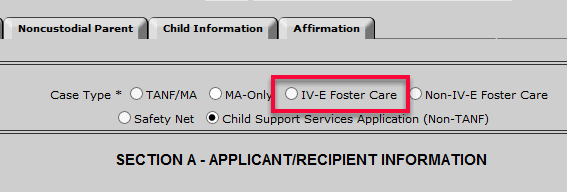 Noncustodial Parent Child Information Affirmation
Case Type * TANF/MA MA-Only IV-E Foster Care Non-IV-E Foster Care
Safety Net Child Support Services Application (Non-TANF)
SECTION A - APPLICANT/RECIPIENT INFORMATION